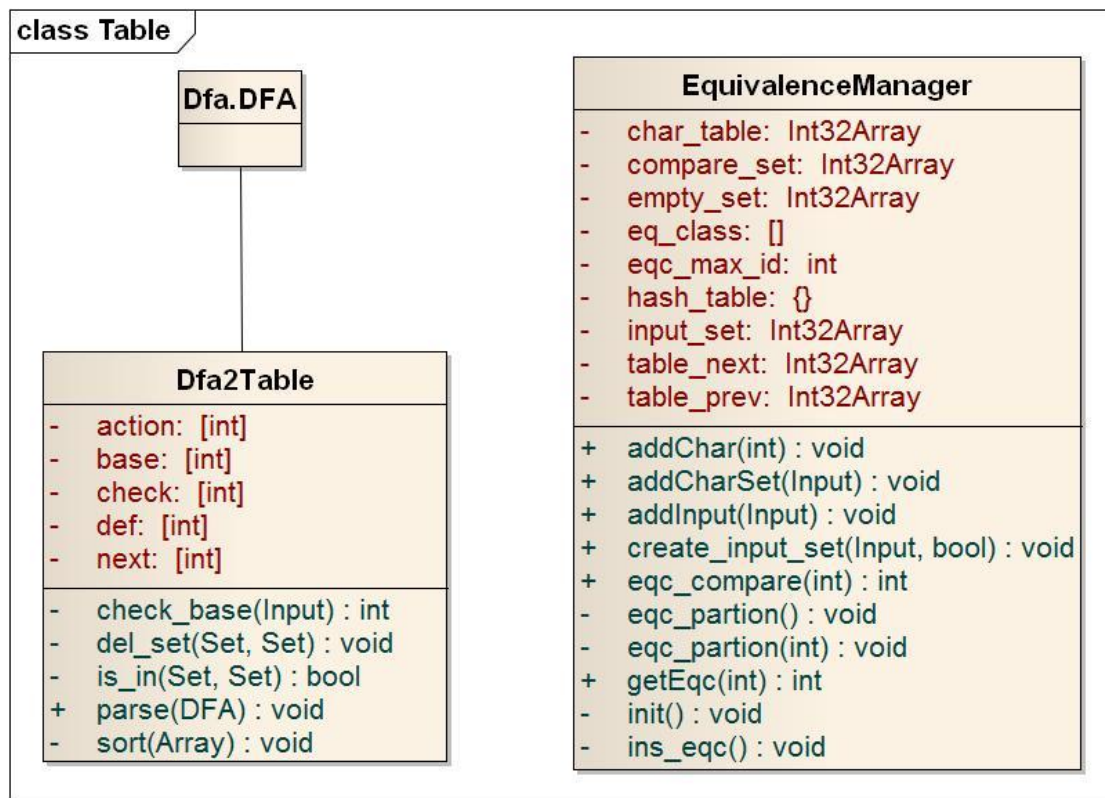 class Table
Dfa.DFA
Dfa2Table
- action: [int]
- base: [int]
- check: [int]
- def: [int]
- next: [int]
- check_base(Input) : int
- del_set(Set, Set) : void
- is_in(Set, Set) : bool
+ parse(DFA) : void
- sort(Array) : void
EquivalenceManager
- char_table: Int32Array
- compare_set: Int32Array
- empty_set: Int32Array
- eq_class: []
- eqc_max_id: int
- hash_table: {}
- input_set: Int32Array
- table_next: Int32Array
- table_prev: Int32Array
+ addChar(int) : void
+ addCharSet(Input) : void
+ addInput(Input) : void
+ create_input_set(Input, bool) : void
+ eqc_compare(int) : int
- eqc_partion() : void
- eqc_partion(int) : void
+ getEqc(int) : int
- init() : void
- ins_eqc() : void